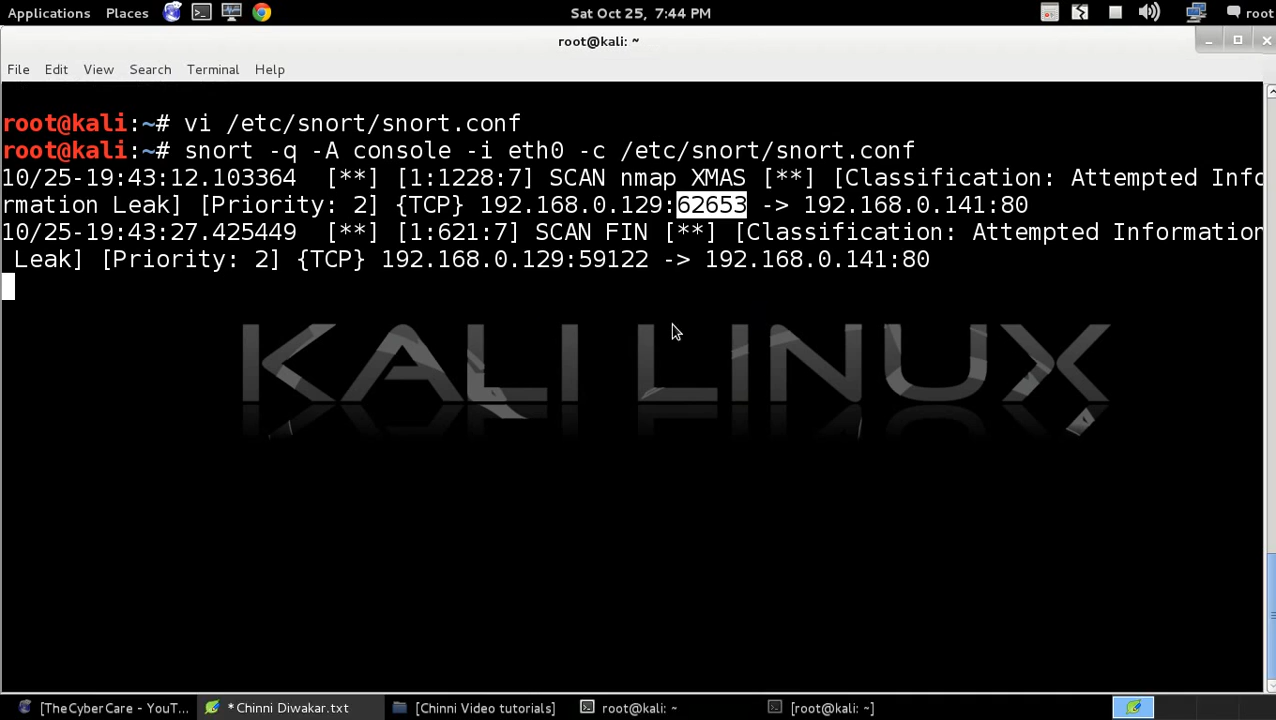 Applications Places Sat Oct 25, 7:44 PM root
root@kali: ~
File Edit View Search Terminal Help
root@kali:~# vi /etc/snort/snort.conf
root@kali:~# snort -q -A console -i eth0 -c /etc/snort/snort.conf
10/25-19:43:12.103364  [**] [1:1228:7] SCAN nmap XMAS [**] [Classification: Attempted Info
rmation Leak] [Priority: 2] {TCP} 192.168.0.129:62653 -> 192.168.0.141:80
10/25-19:43:27.425449  [**] [1:621:7] SCAN FIN [**] [Classification: Attempted Information
 Leak] [Priority: 2] {TCP} 192.168.0.129:59122 -> 192.168.0.141:80
KALI LINUX
[TheCyberCare - YouT... *Chinni Diwakar.txt [Chinni Video tutorials] root@kali: ~ [root@kali: ~]